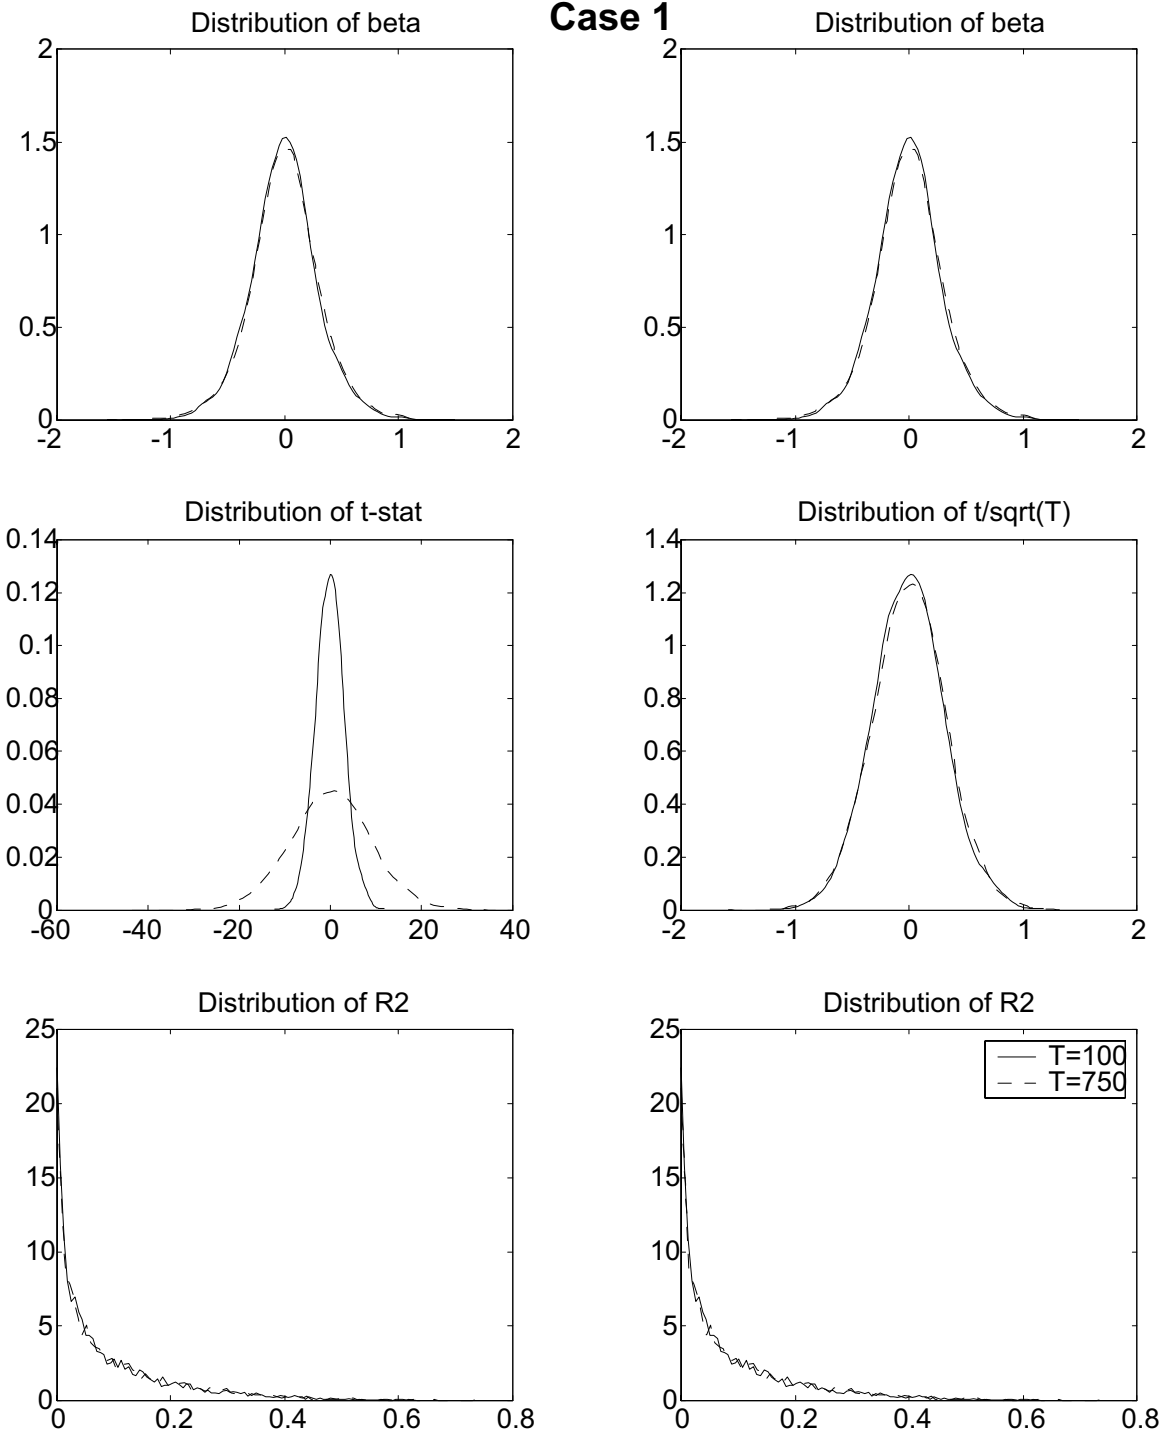 Case 1
Distribution of beta
2
1.5
1
0.5
0
-2 -1 0 1 2
Distribution of beta
2
1.5
1
0.5
0
-2 -1 0 1 2
Distribution of t-stat
0.14
0.12
0.1
0.08
0.06
0.04
0.02
0
-60 -40 -20 0 20 40
Distribution of t/sqrt(T)
1.4
1.2
1
0.8
0.6
0.4
0.2
0
-2 -1 0 1 2
Distribution of R2
25
20
15
10
5
0
0 0.2 0.4 0.6 0.8
Distribution of R2
25
20
15
10
5
0
0 0.2 0.4 0.6 0.8
T=100
T=750